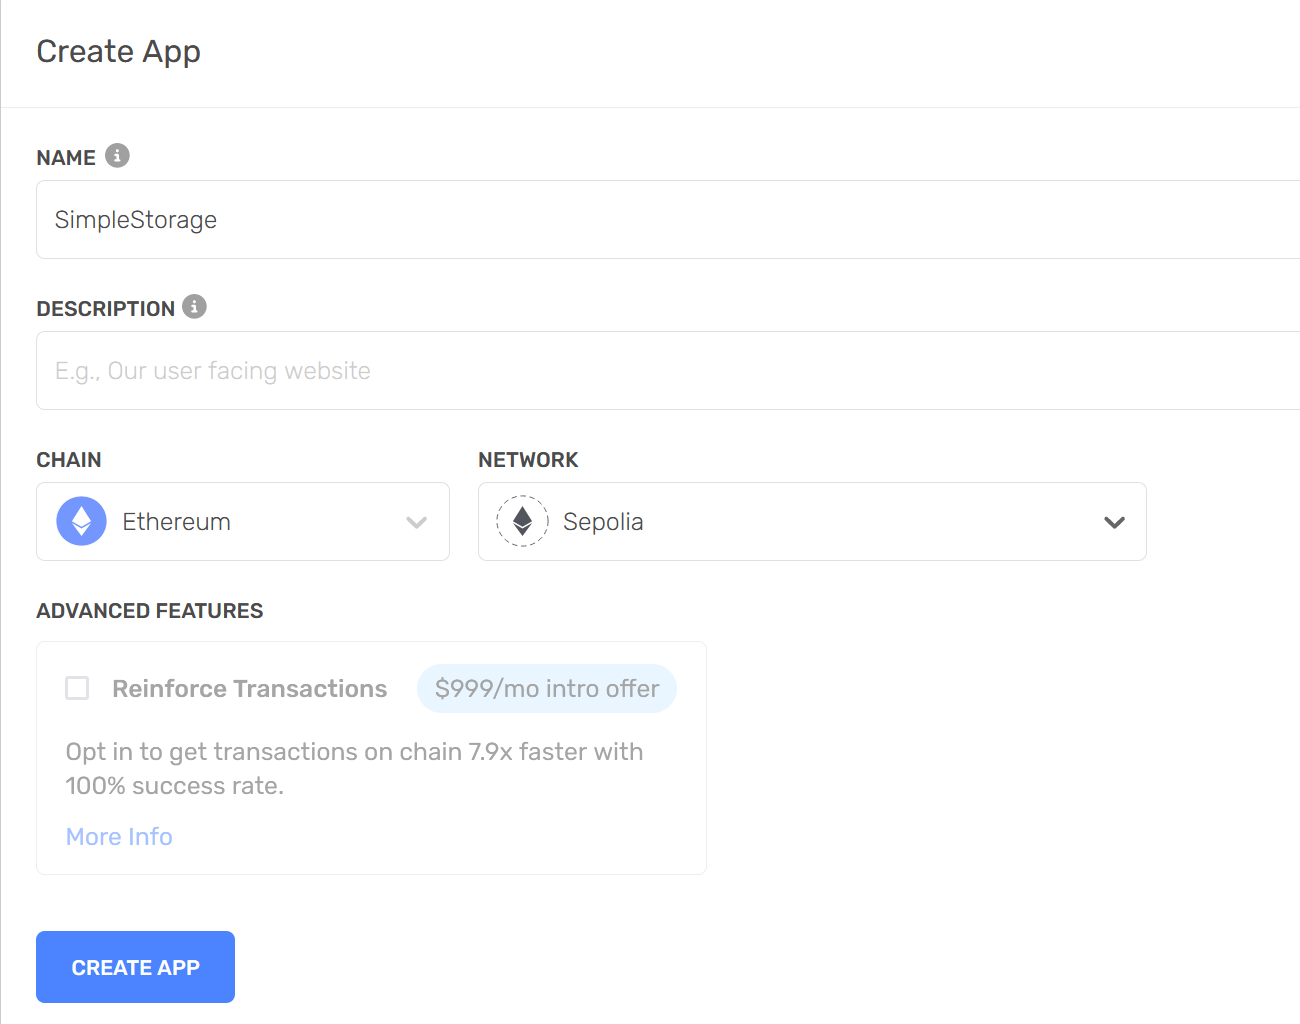 Create App
NAME
SimpleStorage
DESCRIPTION
E.g., Our user facing website
CHAIN
NETWORK
Ethereum
Sepolia
ADVANCED FEATURES
Reinforce Transactions
$999/mo intro offer
Opt in to get transactions on chain 7.9x faster with
100% success rate.
More Info
CREATE APP